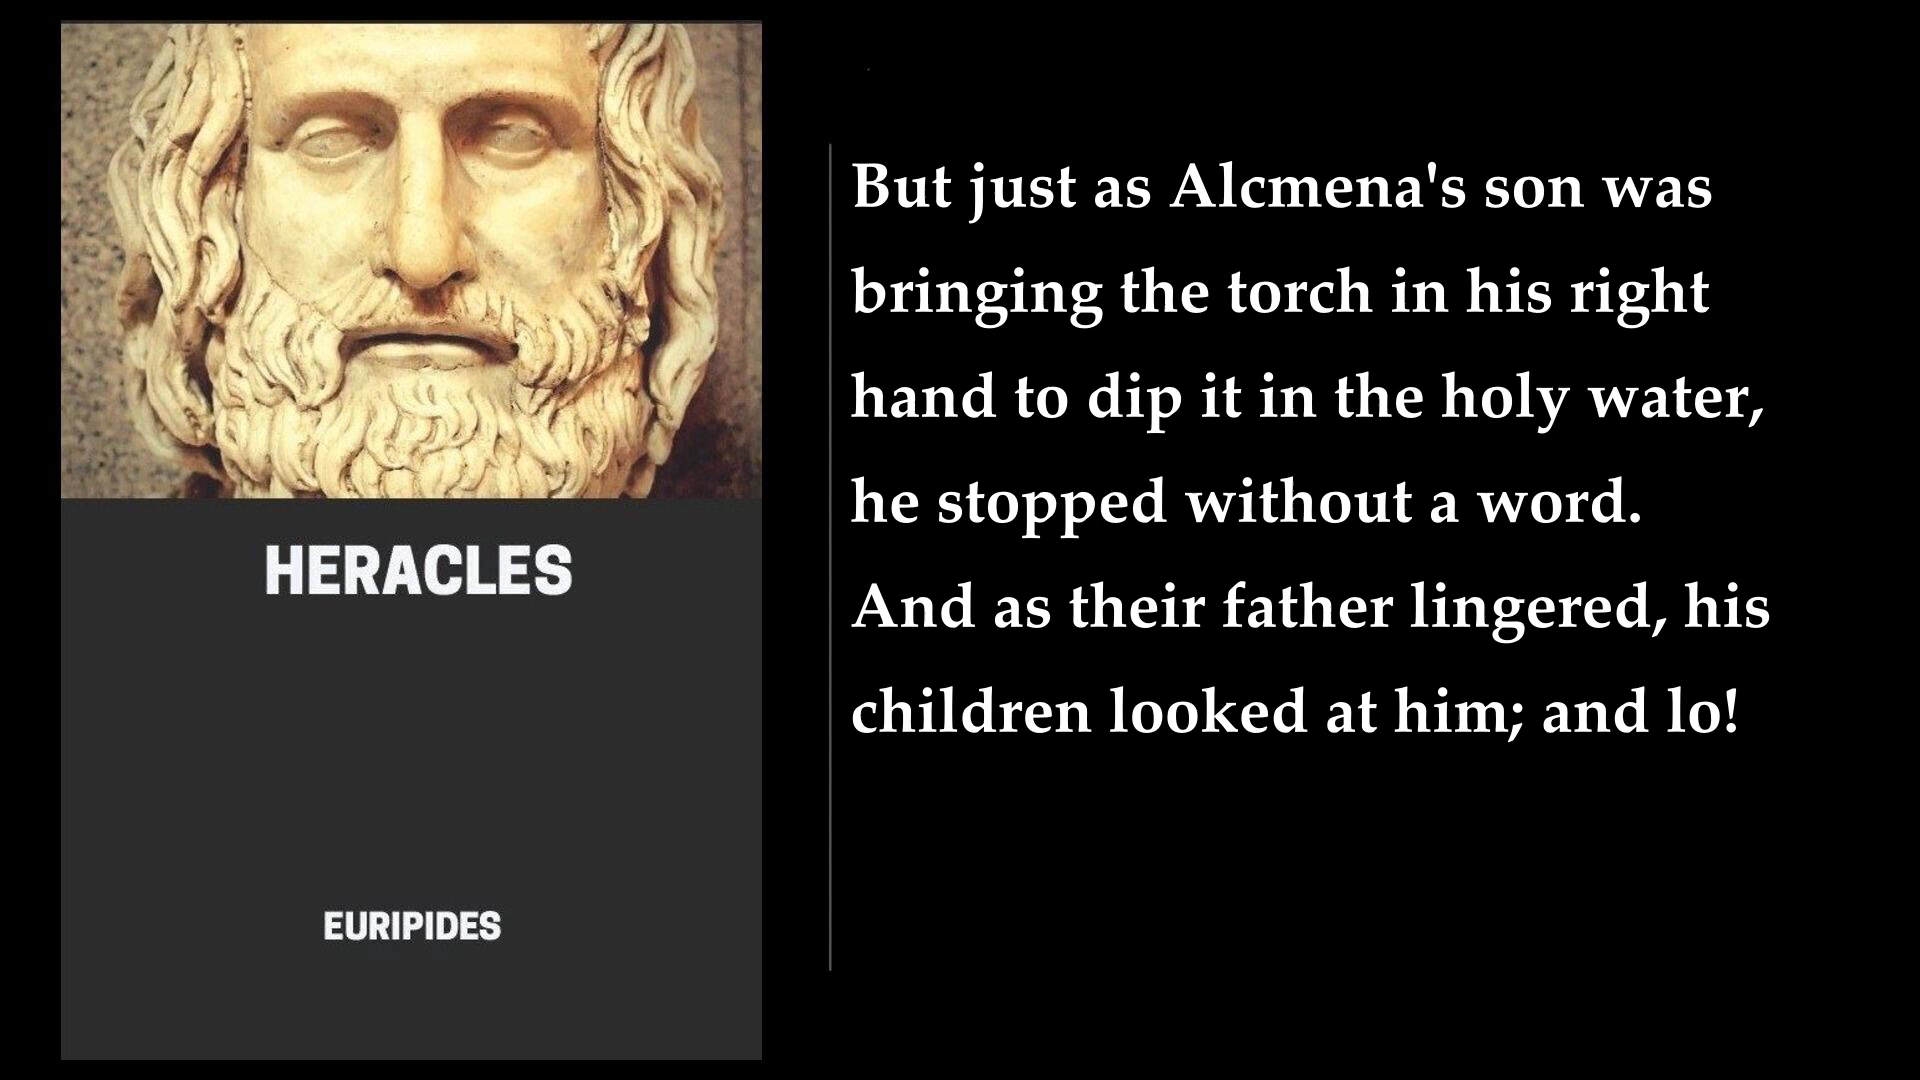 HERACLES
EURIPIDES
But just as Alcmena's son was
bringing the torch in his right
hand to dip it in the holy water,
he stopped without a word.
And as their father lingered, his
children looked at him; and lo!